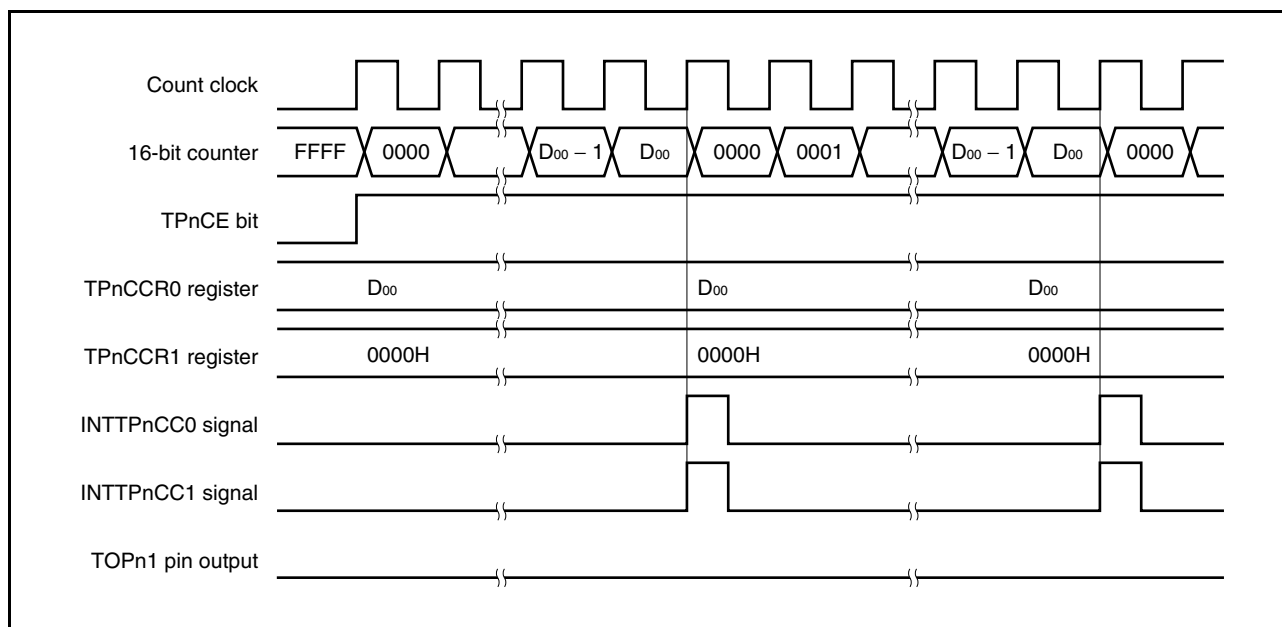 Count clock
16-bit counter FFFF 0000 D00 − 1 D00 0000 0001 D00 − 1 D00 0000
TPnCE bit
TPnCCR0 register D00 D00 D00
TPnCCR1 register 0000H 0000H 0000H
INTTPnCC0 signal
INTTPnCC1 signal
TOPn1 pin output